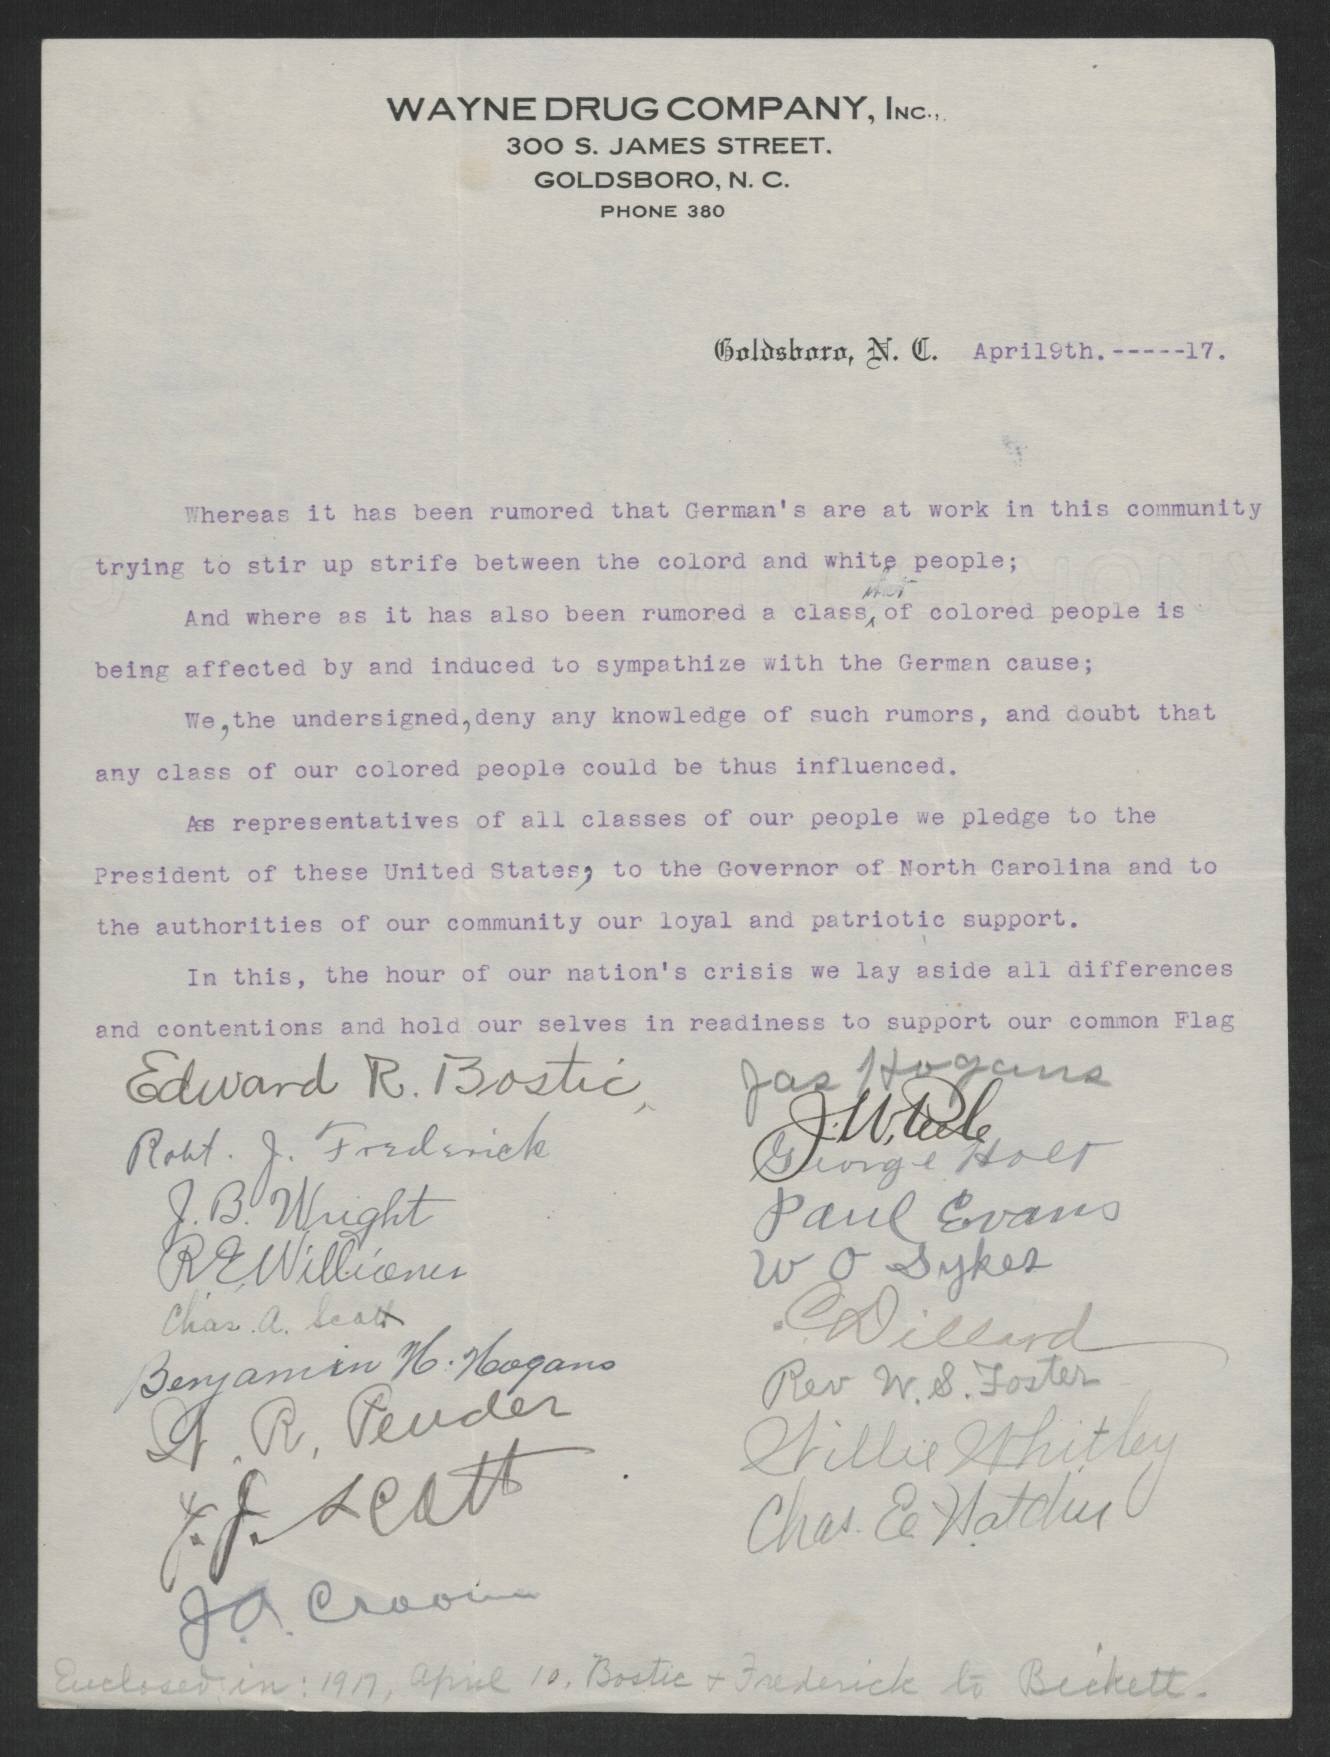 WAYNE DRUG COMPANY, INC.,
300 S. JAMES STREET.
GOLDSBORO, N. C.
PHONE 380
Goldsboro, N. C. April9th.-----17.
Whereas it has been rumored that German's are at work in this community
trying to stir up strife between the colord and white people;
And where as it has also been rumored a class of colored people is
being affected by and induced to sympathize with the German cause;
We,the undersigned,deny any knowledge of such rumors, and doubt that
any class of our colored people could be thus influenced.
As representatives of all classes of our people we pledge to the
President of these United States, to the Governor of North Carolina and to
the authorities of our community our loyal and patriotic support.
In this, the hour of our nation's crisis we lay aside all differences
and contentions and hold our selves in readiness to support our common Flag
Edward R. Bostic,
Robt. J. Frederick
J. B. Wright
R. E. Williams
Chas. A. Scott
Benjamin H. Hogans
W. R. Pender
J. Scott
J. A. Croom
Jas Hogans
J. W.
George Holt
Paul Evans
W O Sykes
C Dillard
Rev W. S. Foster
Willie Whitley
Chas. E.
Enclosed in: 1917, April 10, Bostic + Frederick to Bickett.